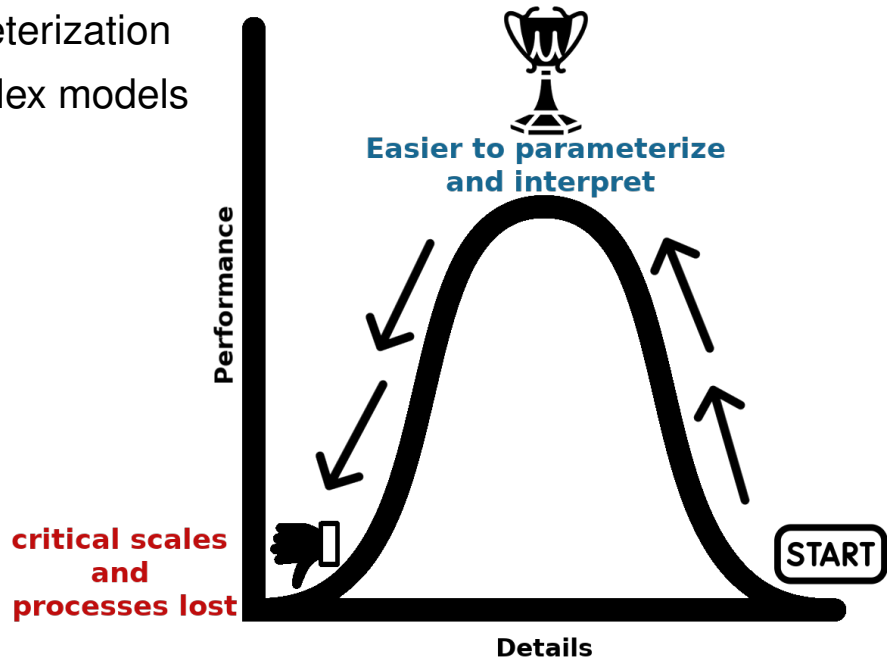 eterization
lex models
Easier to parameterize
and interpret
Performance
critical scales
and
processes lost
START
Details